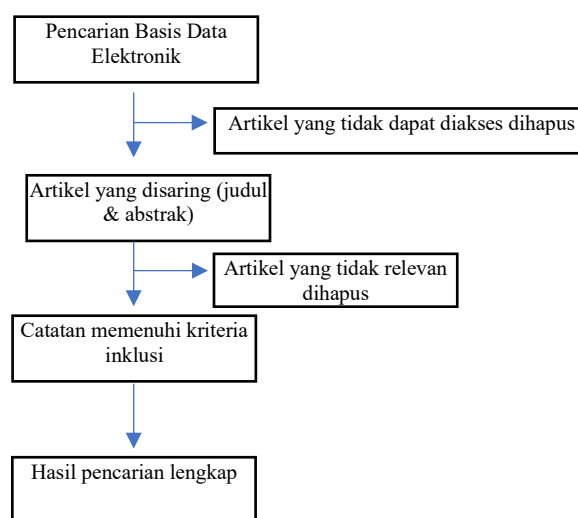 Pencarian Basis Data
Elektronik
Artikel yang tidak dapat diakses dihapus
Artikel yang disaring (judul
& abstrak)
Artikel yang tidak relevan
dihapus
Catatan memenuhi kriteria
inklusi
Hasil pencarian lengkap